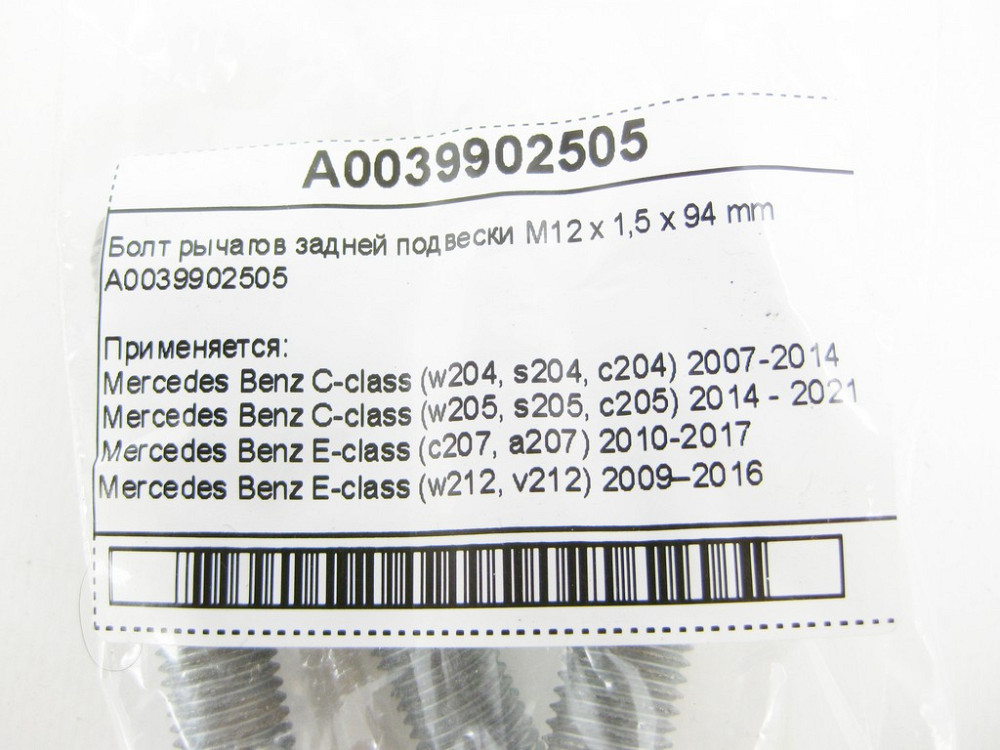 A0039902505
Болт рычагов задней подвески M12 x 1,5 x 94 mm
A0039902505
Применяется:
Mercedes Benz C-class (w204, s204, c204) 2007-2014
Mercedes Benz C-class (w205, s205, c205) 2014 - 2021
Mercedes Benz E-class (c207, a207) 2010-2017
Mercedes Benz E-class (w212, v212) 2009–2016